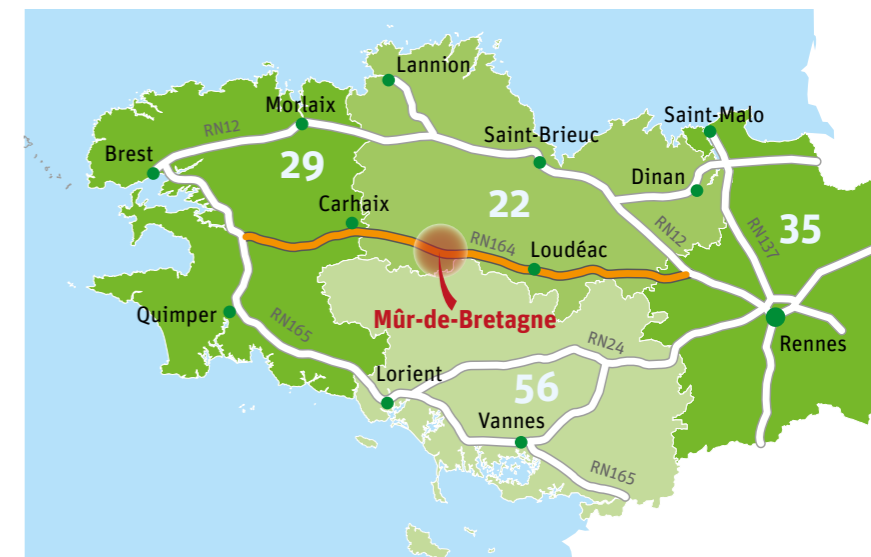 Lannion
Morlaix
Saint-Malo
RN12
Saint-Brieuc
Brest
29
Dinan
Carhaix
22
35
RN164
RN12
RN137
Loudéac
Quimper
Mûr-de-Bretagne
RN165
RN24
Rennes
Lorient
56
Vannes
RN165